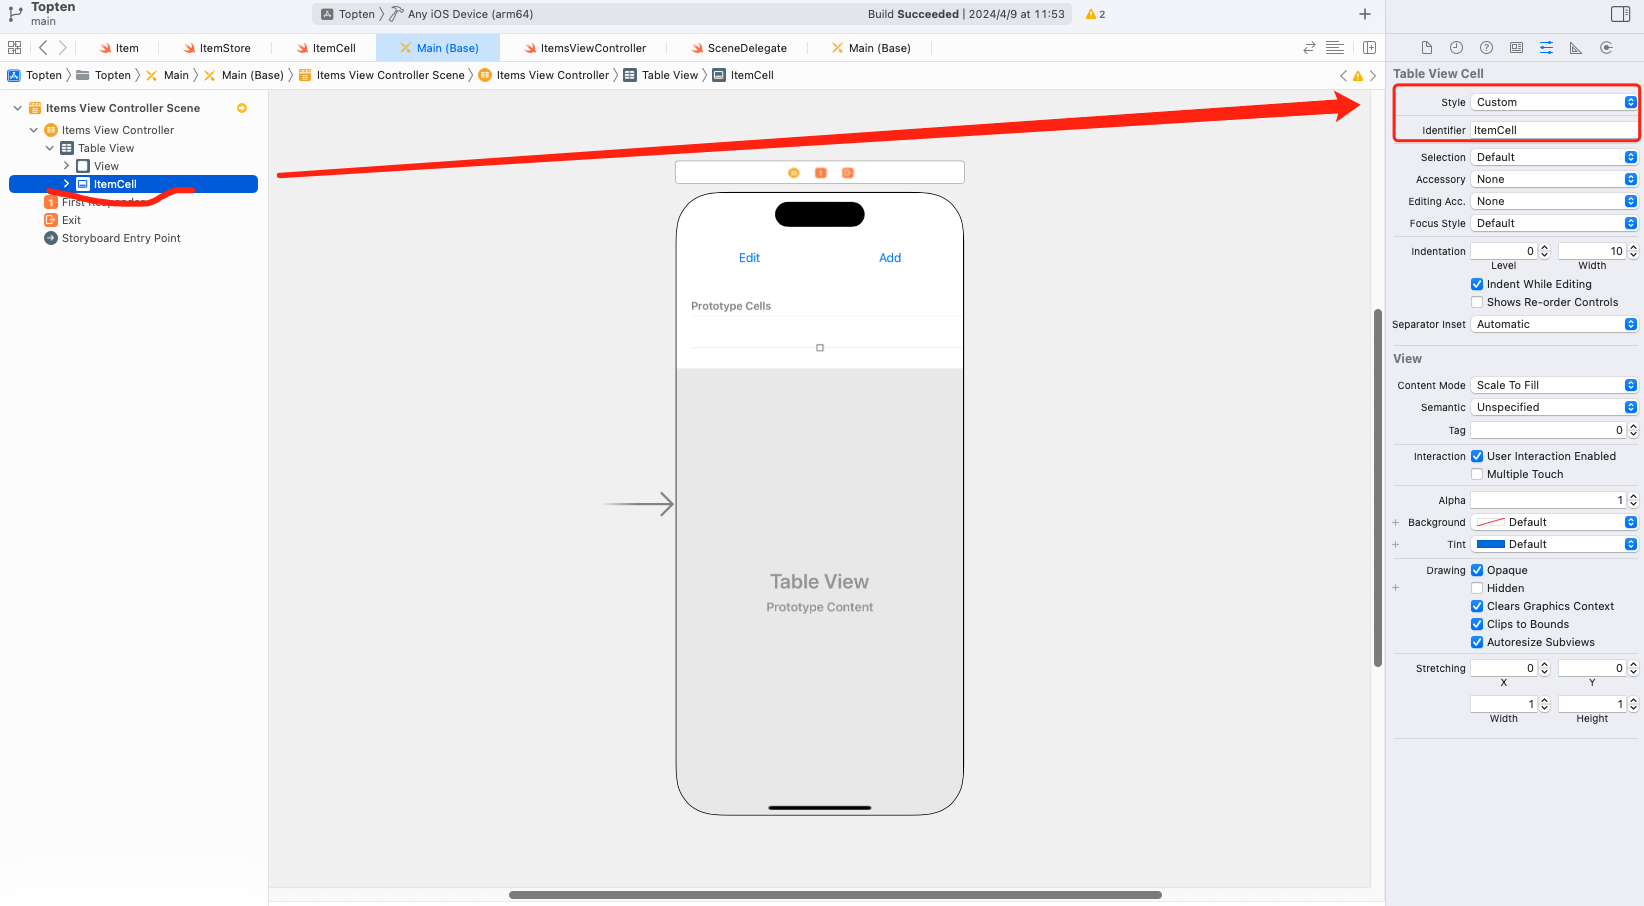 Topten
main
Topten
Any iOS Device (arm64)
Build Succeeded | 2024/4/9 at 11:53
2
Item
ItemStore
ItemCell
Main (Base)
ItemsViewController
SceneDelegate
Main (Base)
Topten
Topten
Main
Main (Base)
Items View Controller Scene
Items View Controller
Table View
ItemCell
Items View Controller Scene
Items View Controller
Table View
View
ItemCell
First Responder
Exit
Storyboard Entry Point
Edit
Add
Prototype Cells
Table View
Prototype Content
Table View Cell
Style Custom
Identifier ItemCell
Selection Default
Accessory None
Editing Acc. None
Focus Style Default
Indentation 0 10
Level Width
Indent While Editing
Shows Re-order Controls
Separator Inset Automatic
View
Content Mode Scale To Fill
Semantic Unspecified
Tag 0
Interaction User Interaction Enabled
Multiple Touch
Alpha 1
Background Default
Tint Default
Drawing Opaque
Hidden
Clears Graphics Context
Clips to Bounds
Autoresize Subviews
Stretching 0 0
X Y
1 1
Width Height